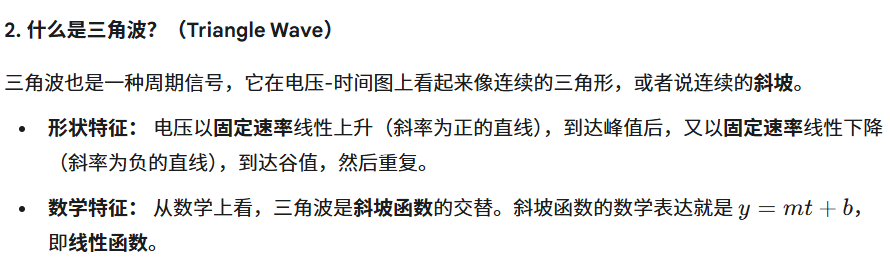 2. 什么是三角波？（Triangle Wave）
三角波也是一种周期信号，它在电压-时间图上看起来像连续的三角形，或者说连续的斜坡。
• 形状特征： 电压以固定速率线性上升（斜率为正的直线），到达峰值后，又以固定速率线性下降
（斜率为负的直线），到达谷值，然后重复。
• 数学特征： 从数学上看，三角波是斜坡函数的交替。斜坡函数的数学表达就是 y = mt + b，
即线性函数。